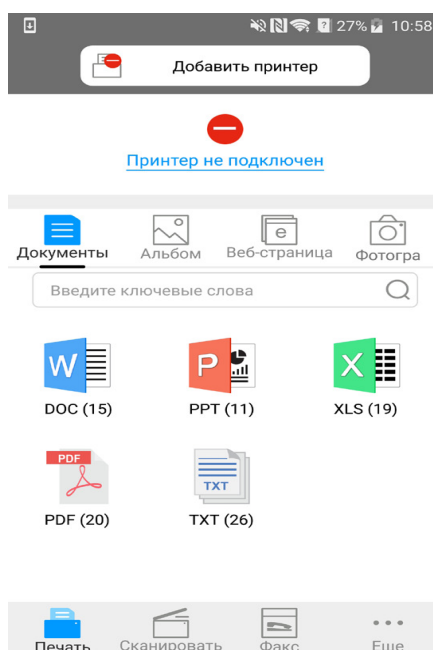 27% 10:58
Добавить принтер
Принтер не подключен
Документы Альбом Веб-страница Фотогра
Введите ключевые слова
W P X
DOC (15) PPT (11) XLS (19)
PDF TXT
PDF (20) TXT (26)
Печать Сканировать Факс Еще